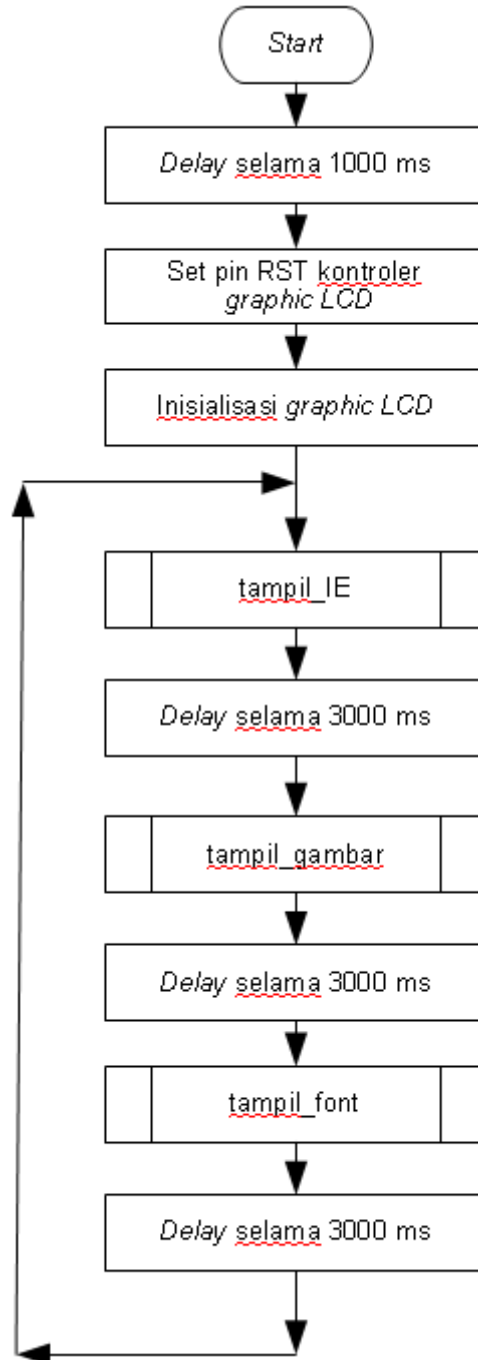 Start
Delay selama 1000 ms
Set pin RST kontroler
graphic LCD
Inisialisasi graphic LCD
tampil_IE
Delay selama 3000 ms
tampil_gambar
Delay selama 3000 ms
tampil_font
Delay selama 3000 ms